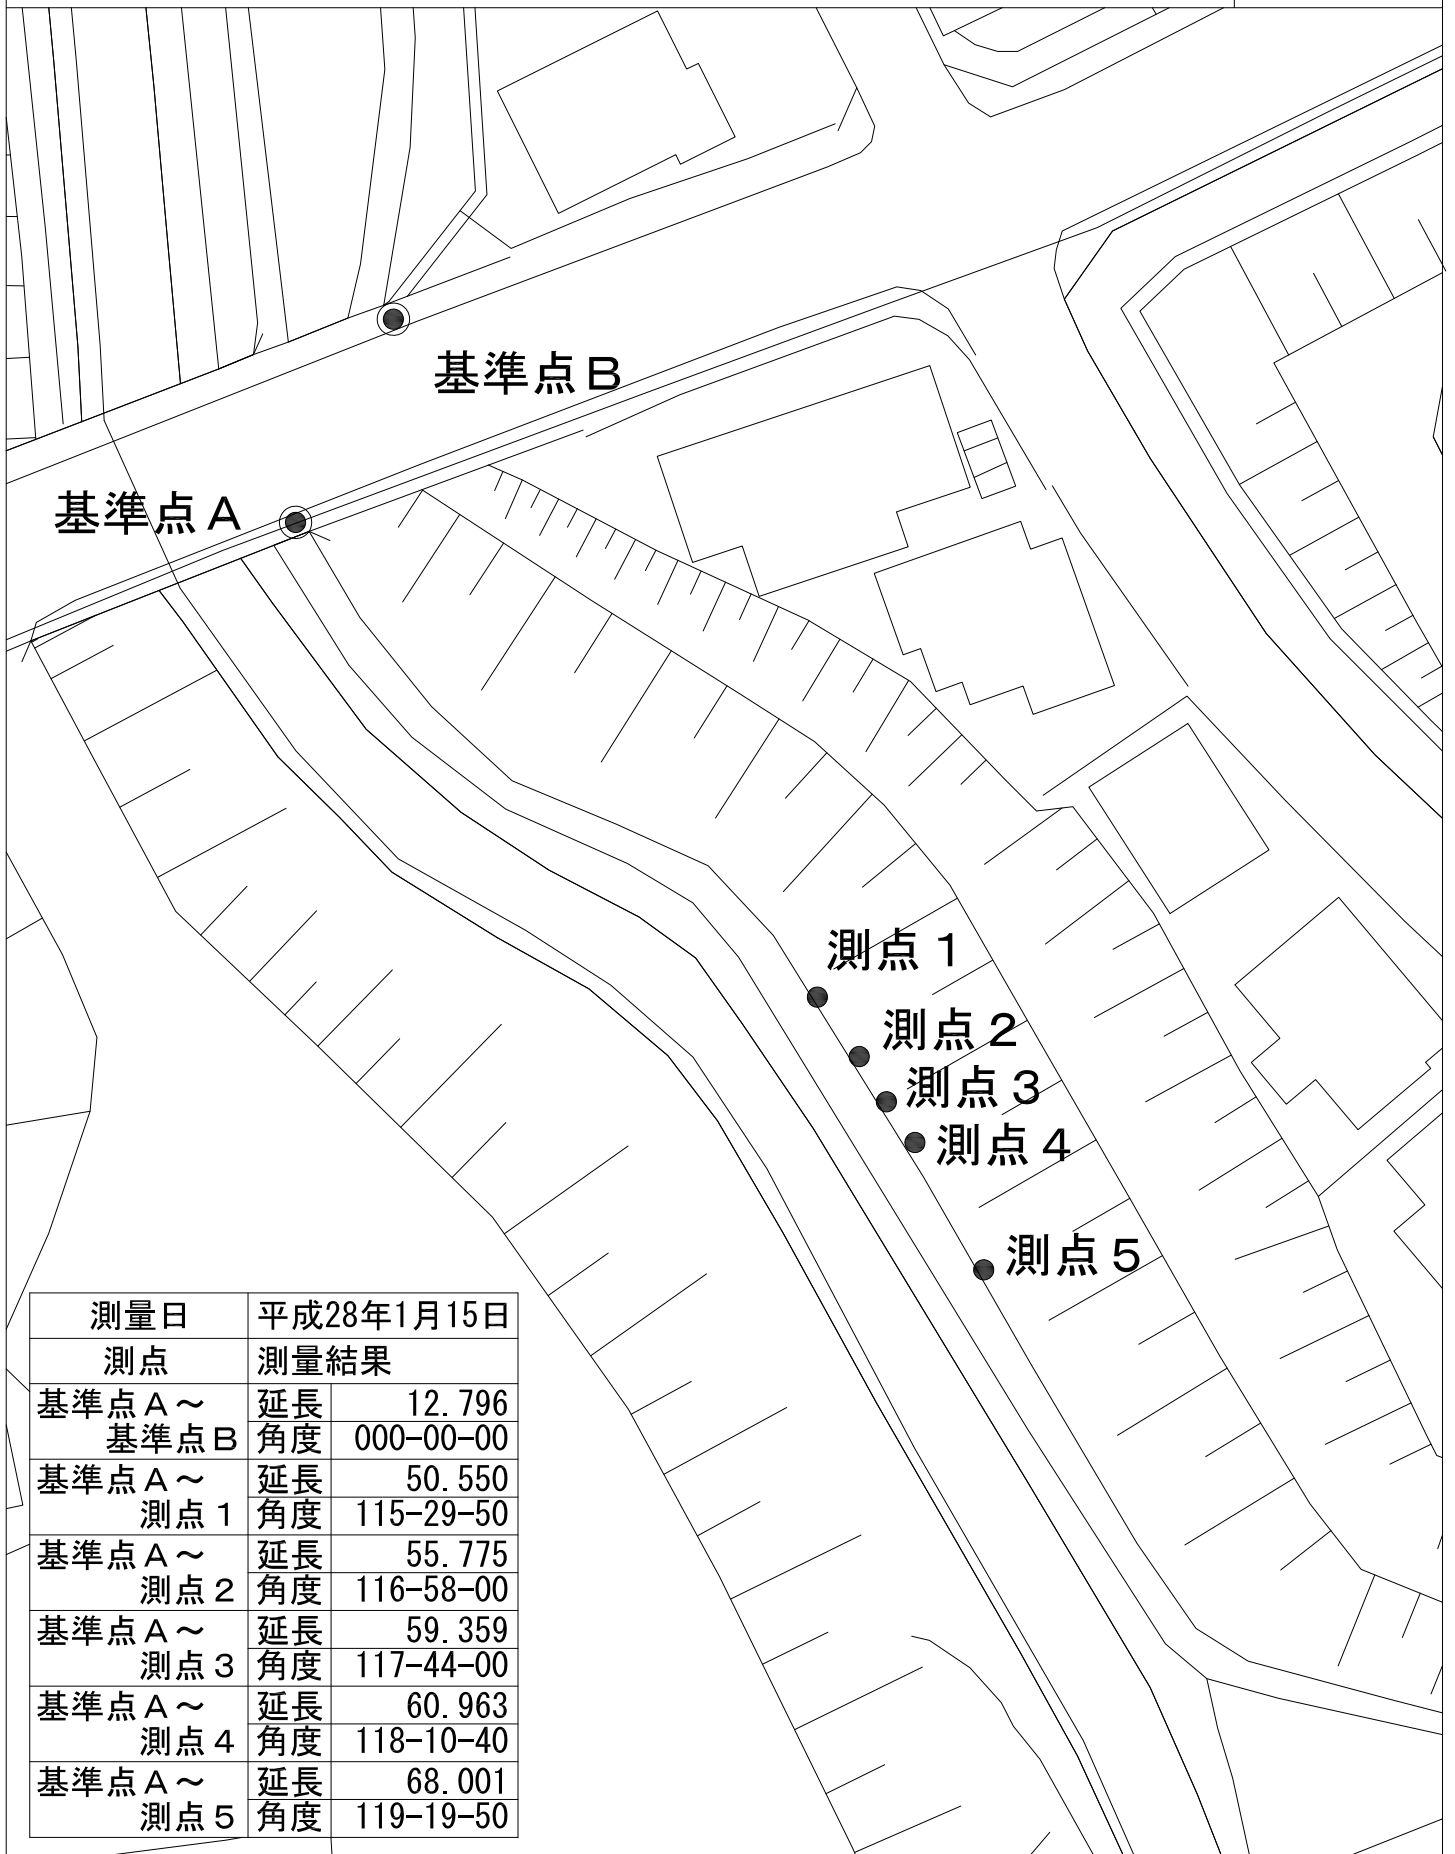 基準点B
基準点A
測点1
測点2
測点3
測点4
測点5
測量日 平成28年1月15日
測点 測量結果
基準点A～ 延長 12.796
基準点B 角度 000-00-00
基準点A～ 延長 50.550
測点1 角度 115-29-50
基準点A～ 延長 55.775
測点2 角度 116-58-00
基準点A～ 延長 59.359
測点3 角度 117-44-00
基準点A～ 延長 60.963
測点4 角度 118-10-40
基準点A～ 延長 68.001
測点5 角度 119-19-50